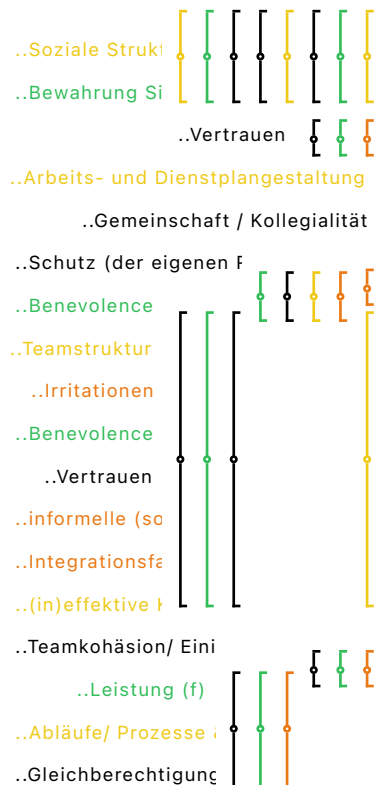 ..Soziale Strukt
..Bewahrung Si
..Vertrauen
..Arbeits- und Dienstplangestaltung
..Gemeinschaft / Kollegialität
..Schutz (der eigenen P
..Benevolence
..Teamstruktur
..Irritationen
..Benevolence
..Vertrauen
..informelle (so
..Integrationsfa
..(in)effektive K
..Teamkohäsion/ Eini
..Leistung (f)
..Abläufe/ Prozesse &
..Gleichberechtigung